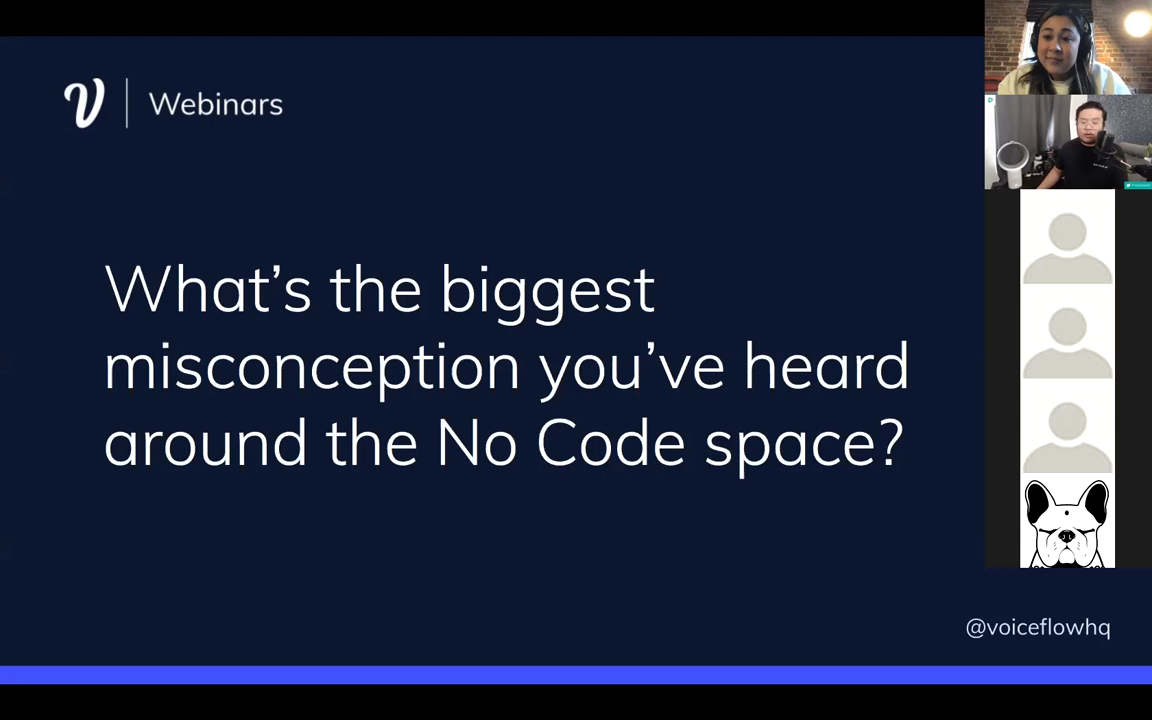 Webinars
What's the biggest
misconception you've heard
around the No Code space?
@voiceflowhq